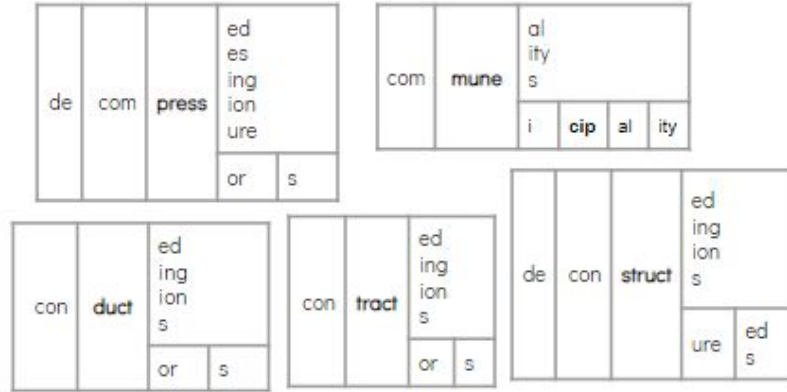 de com press ed
es
ing
ion
ure
or s
com mune al
ity
s
i cip al ity
con duct ed
ing
ion
s
or s
con tract ed
ing
ion
s
or s
de con struct ed
ing
ion
s
ure ed
s